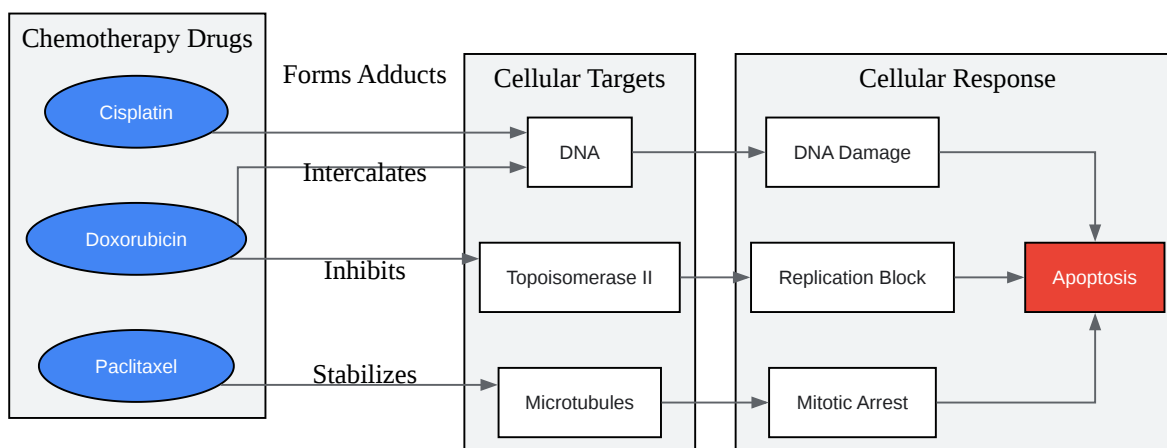 Chemotherapy Drugs
Cisplatin
Doxorubicin
Paclitaxel
Forms Adducts
Intercalates
Inhibits
Stabilizes
Cellular Targets
DNA
Topoisomerase II
Microtubules
Cellular Response
DNA Damage
Replication Block
Mitotic Arrest
Apoptosis